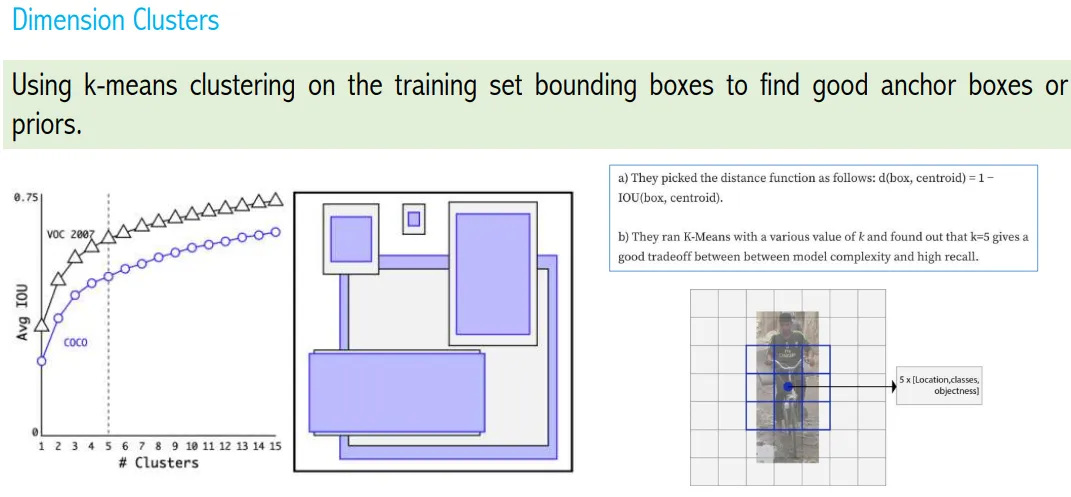 Dimension Clusters
Using k-means clustering on the training set bounding boxes to find good anchor boxes or
priors.
a) They picked the distance function as follows: d(box, centroid) = 1 −
IOU(box, centroid).
b) They ran K-Means with a various value of k and found out that k=5 gives a
good tradeoff between between model complexity and high recall.
0.75
VOC 2007
Avg IOU
COCO
0
1 2 3 4 5 6 7 8 9 10 11 12 13 14 15
# Clusters
5 x [Location,classes,
objectness]